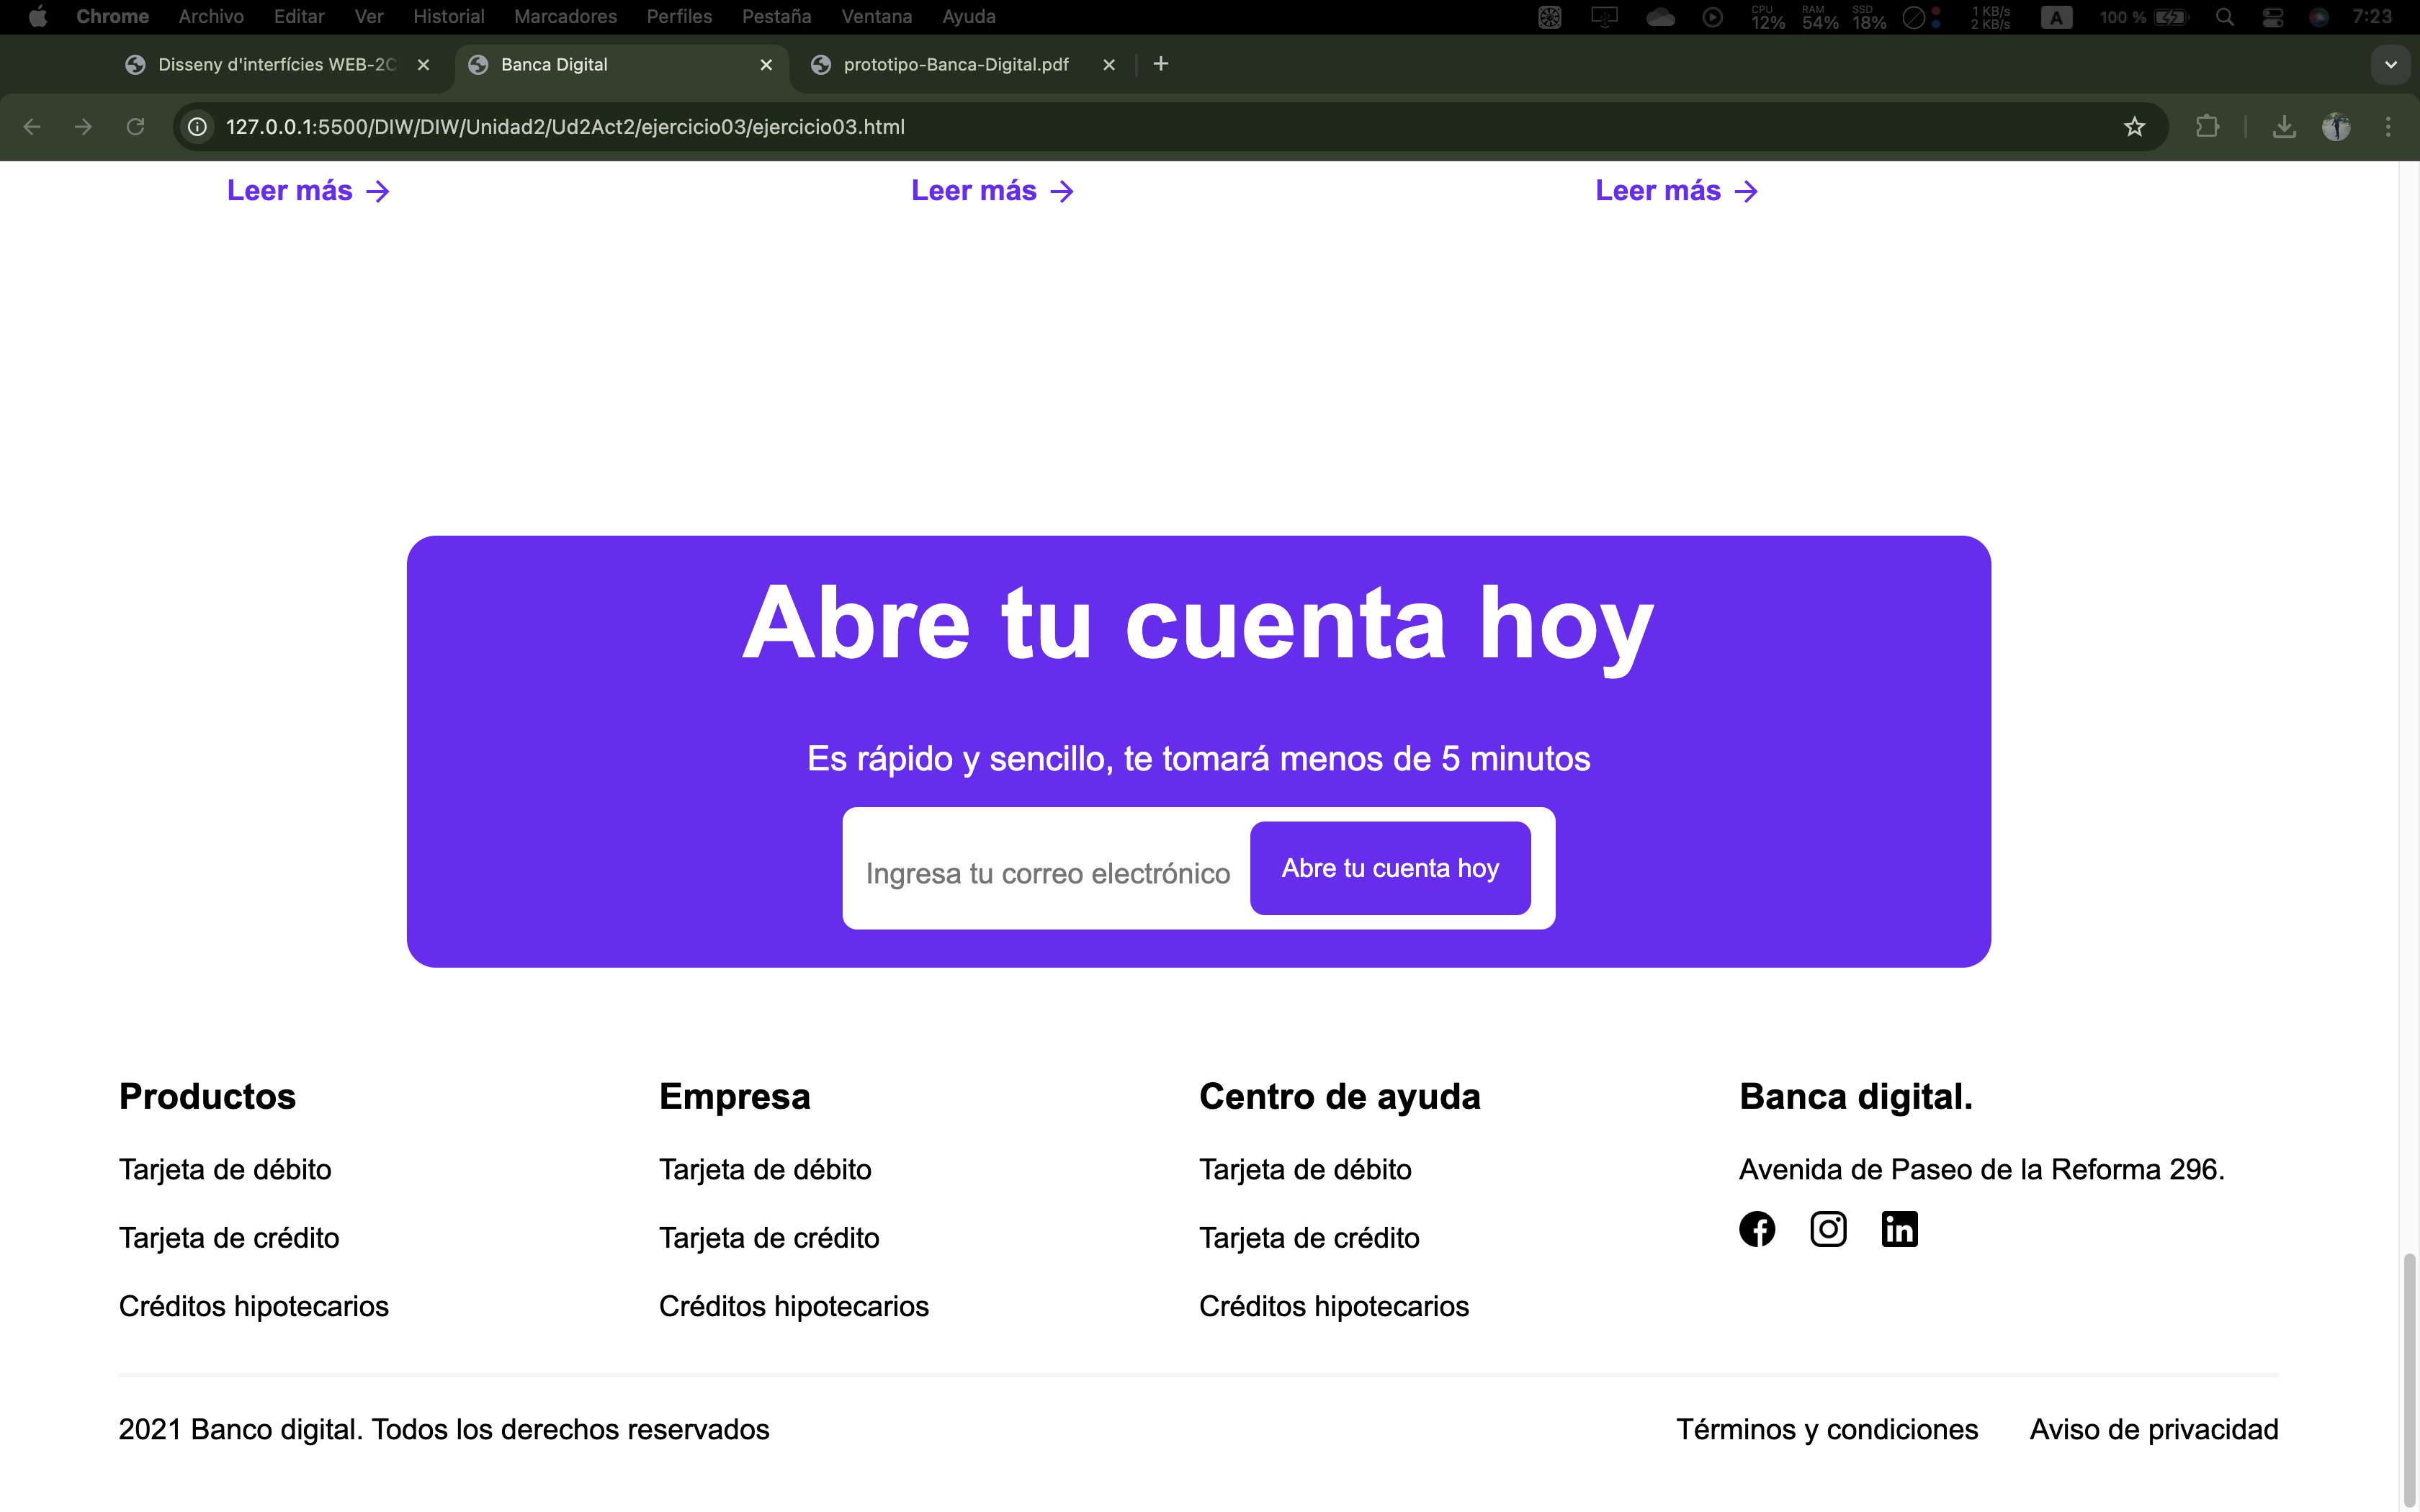 Chrome Archivo Editar Ver Historial Marcadores Perfiles Pestaña Ventana Ayuda CPU 12% RAM 54% SSD 18% 1 KB/s 2 KB/s A 100 % 7:23
Disseny d'interfícies WEB-2C Banca Digital prototipo-Banca-Digital.pdf
127.0.0.1:5500/DIW/DIW/Unidad2/Ud2Act2/ejercicio03/ejercicio03.html
Leer más → Leer más → Leer más →
Abre tu cuenta hoy
Es rápido y sencillo, te tomará menos de 5 minutos
Ingresa tu correo electrónico Abre tu cuenta hoy
Productos Empresa Centro de ayuda Banca digital.
Tarjeta de débito Tarjeta de débito Tarjeta de débito Avenida de Paseo de la Reforma 296.
Tarjeta de crédito Tarjeta de crédito Tarjeta de crédito
Créditos hipotecarios Créditos hipotecarios Créditos hipotecarios
2021 Banco digital. Todos los derechos reservados Términos y condiciones Aviso de privacidad